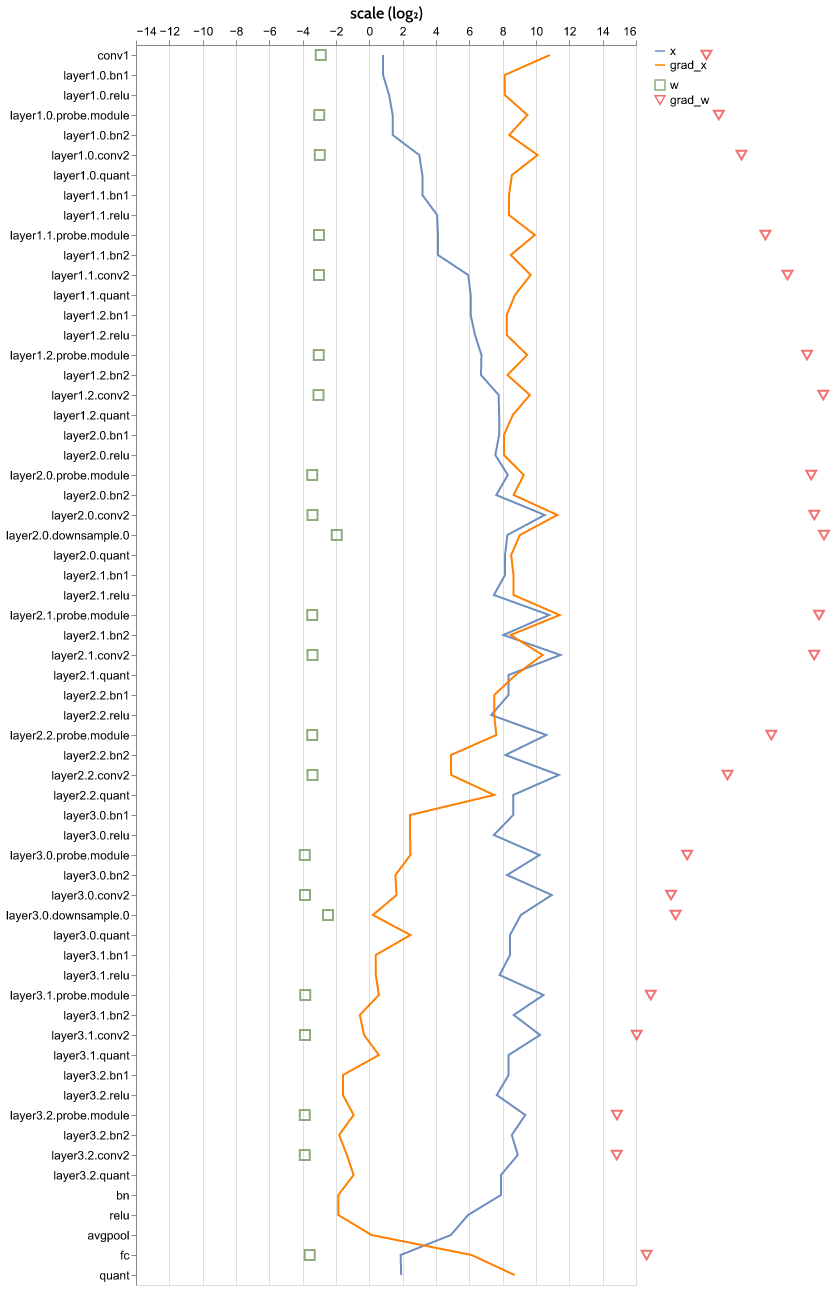 scale (log₂)
−14 −12 −10 −8 −6 −4 −2 0 2 4 6 8 10 12 14 16
x
grad_x
w
grad_w
conv1
layer1.0.bn1
layer1.0.relu
layer1.0.probe.module
layer1.0.bn2
layer1.0.conv2
layer1.0.quant
layer1.1.bn1
layer1.1.relu
layer1.1.probe.module
layer1.1.bn2
layer1.1.conv2
layer1.1.quant
layer1.2.bn1
layer1.2.relu
layer1.2.probe.module
layer1.2.bn2
layer1.2.conv2
layer1.2.quant
layer2.0.bn1
layer2.0.relu
layer2.0.probe.module
layer2.0.bn2
layer2.0.conv2
layer2.0.downsample.0
layer2.0.quant
layer2.1.bn1
layer2.1.relu
layer2.1.probe.module
layer2.1.bn2
layer2.1.conv2
layer2.1.quant
layer2.2.bn1
layer2.2.relu
layer2.2.probe.module
layer2.2.bn2
layer2.2.conv2
layer2.2.quant
layer3.0.bn1
layer3.0.relu
layer3.0.probe.module
layer3.0.bn2
layer3.0.conv2
layer3.0.downsample.0
layer3.0.quant
layer3.1.bn1
layer3.1.relu
layer3.1.probe.module
layer3.1.bn2
layer3.1.conv2
layer3.1.quant
layer3.2.bn1
layer3.2.relu
layer3.2.probe.module
layer3.2.bn2
layer3.2.conv2
layer3.2.quant
bn
relu
avgpool
fc
quant